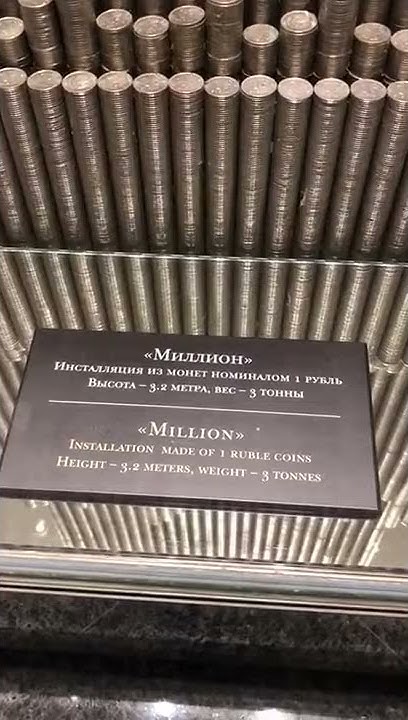 «Миллион»
Инсталляция из монет номиналом 1 рубль
Высота – 3.2 метра, вес – 3 тонны
«Million»
Installation made of 1 ruble coins
Height – 3.2 meters, weight – 3 tonnes